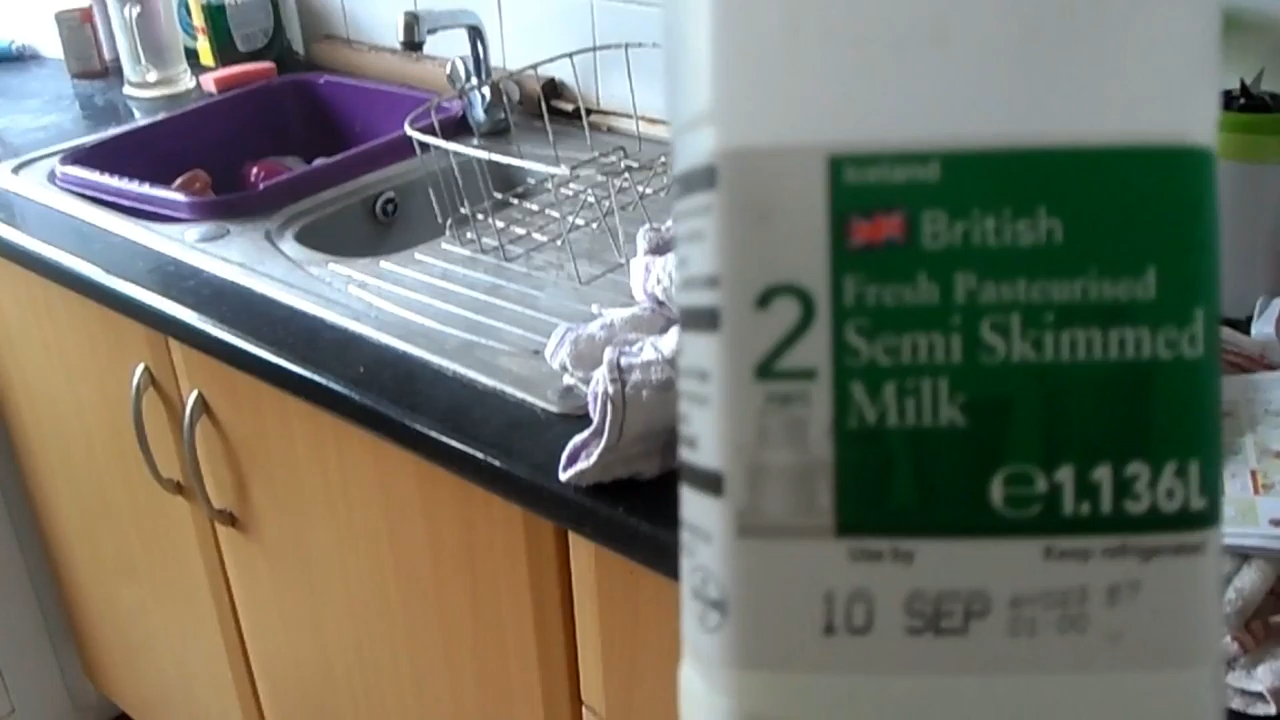 Iceland
British
Fresh Pasteurised
Semi Skimmed
Milk
2
e1.136L
Use by Keep refrigerated
10 SEP